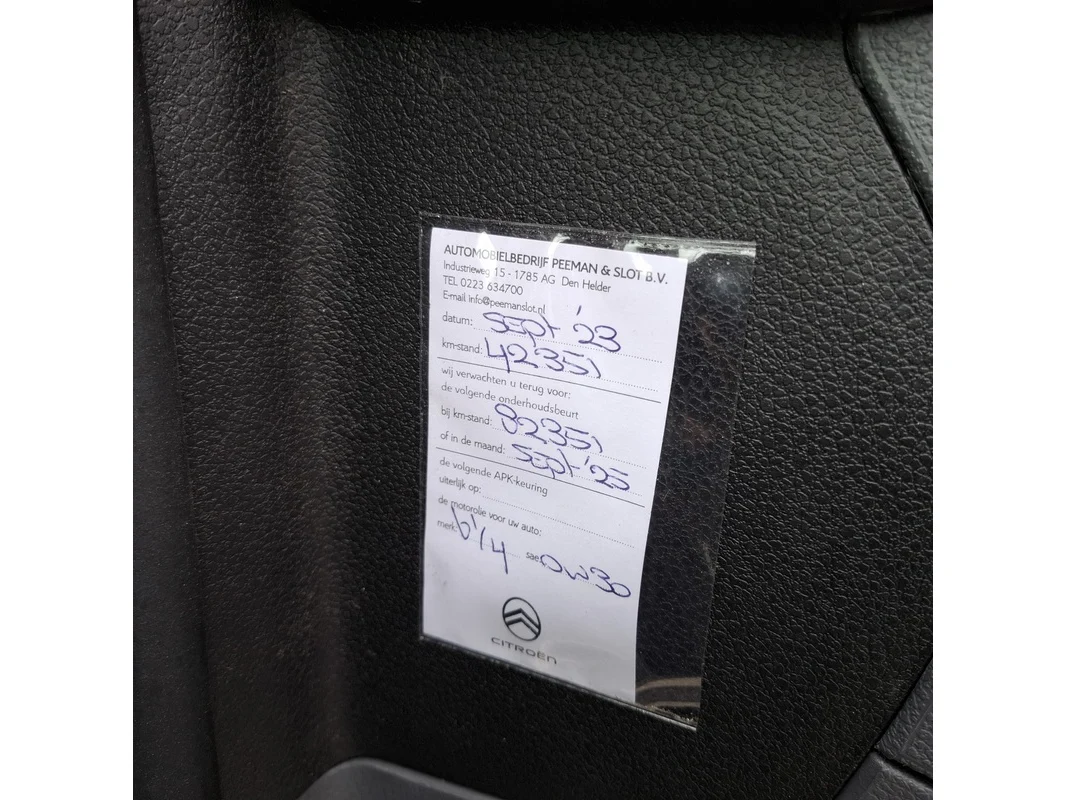 AUTOMOBIELBEDRIJF PEEMAN & SLOT B.V.
Industrieweg 15 - 1785 AG Den Helder
TEL 0223 634700
E-mail info@peemanslot.nl
datum: sept '23
km-stand: 42351
wij verwachten u terug voor:
de volgende onderhoudsbeurt
bij km-stand: 82351
of in de maand: sept '25
de volgende APK-keuring
uiterlijk op:
de motorolie voor uw auto:
merk: sae 0W30
CITROËN